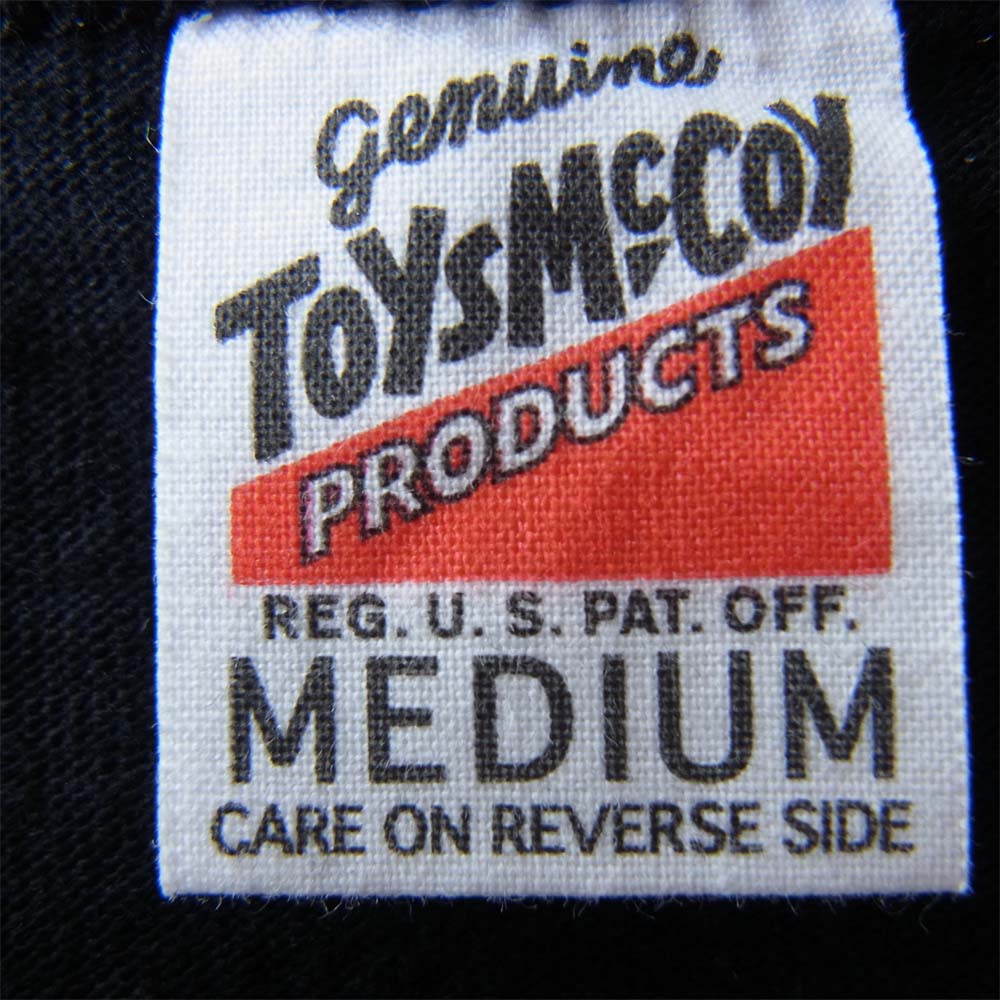 Genuine
TOYS McCOY
PRODUCTS
REG. U. S. PAT. OFF.
MEDIUM
CARE ON REVERSE SIDE